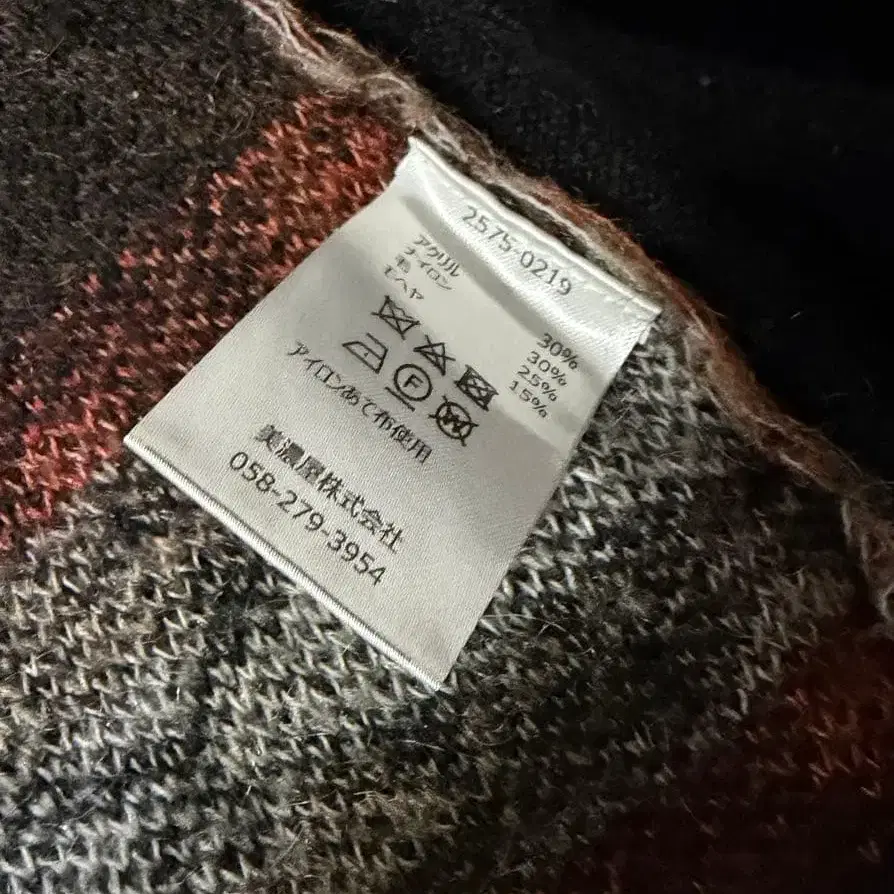 2575-0219
アクリル 30%
ナイロン 30%
毛 25%
モヘヤ 15%
F W
アイロンあて布使用
美濃屋株式会社
058-279-3954